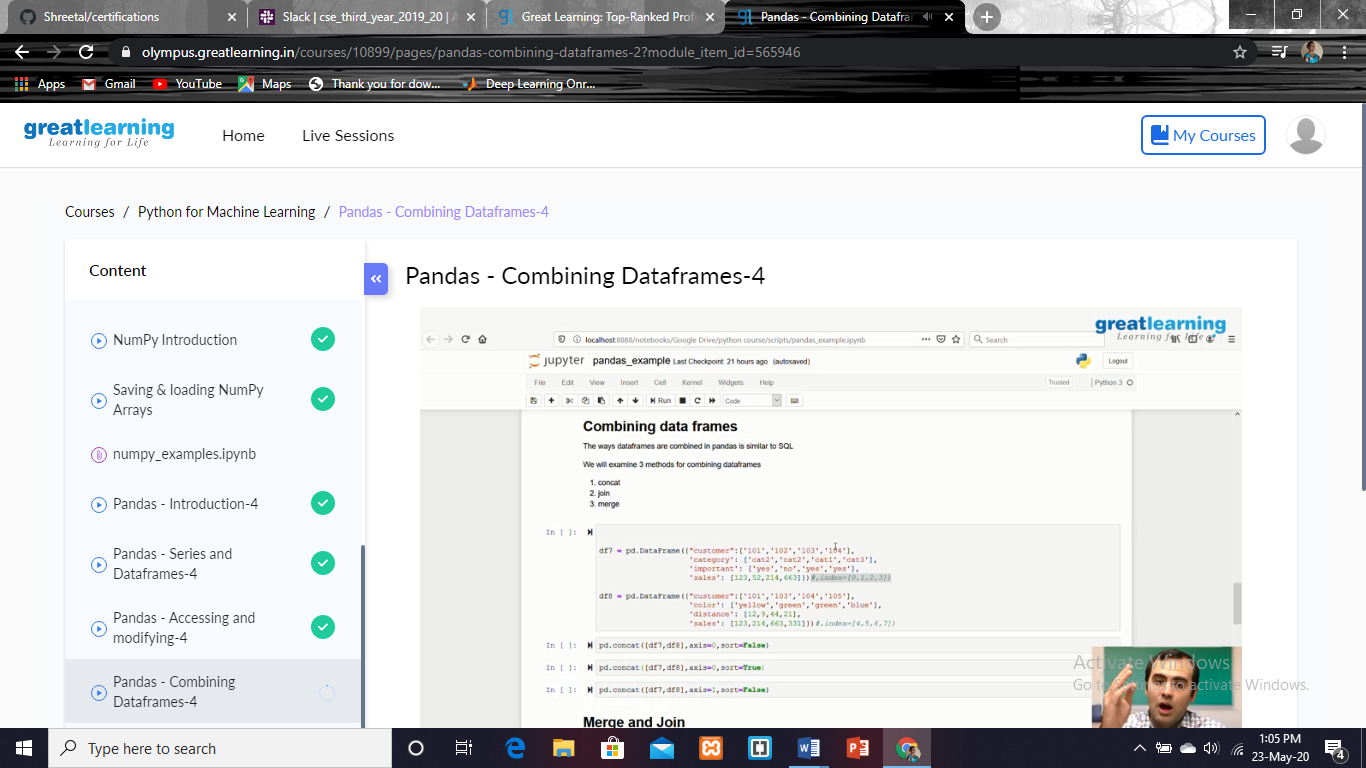 Shreetal/certifications
Slack | cse_third_year_2019_20 |
Great Learning: Top-Ranked Prof
Pandas - Combining Datafra
olympus.greatlearning.in/courses/10899/pages/pandas-combining-dataframes-2?module_item_id=565946
Apps Gmail YouTube Maps Thank you for dow... Deep Learning Onr...
greatlearning
Learning for Life
Home Live Sessions My Courses
Courses / Python for Machine Learning / Pandas - Combining Dataframes-4
Content
NumPy Introduction
Saving & loading NumPy
Arrays
numpy_examples.ipynb
Pandas - Introduction-4
Pandas - Series and
Dataframes-4
Pandas - Accessing and
modifying-4
Pandas - Combining
Dataframes-4
Pandas - Combining Dataframes-4
greatlearning
Learning for Life
localhost:8888/notebooks/Google Drive/python course/scripts/pandas_example.ipynb
Search
jupyter pandas_example Last Checkpoint: 21 hours ago (autosaved)
Logout
File Edit View Insert Cell Kernel Widgets Help
Trusted Python 3
Run Code
Combining data frames
The ways dataframes are combined in pandas is similar to SQL
We will examine 3 methods for combining dataframes
1. concat
2. join
3. merge
In [ ]:
df7 = pd.DataFrame({"customer":['101','102','103','104'],
'category': ['cat2','cat2','cat1','cat3'],
'important': ['yes','no','yes','yes'],
'sales': [123,52,214,663]})#,index=[0,1,2,3])
df8 = pd.DataFrame({"customer":['101','103','104','105'],
'color': ['yellow','green','green','blue'],
'distance': [12,9,44,21],
'sales': [123,214,663,331]})#,index=[4,5,6,7])
In [ ]: pd.concat([df7,df8],axis=0,sort=False)
In [ ]: pd.concat([df7,df8],axis=0,sort=True)
In [ ]: pd.concat([df7,df8],axis=1,sort=False)
Merge and Join
Activate Windows
Go to Settings to activate Windows.
Type here to search
1:05 PM
23-May-20
4